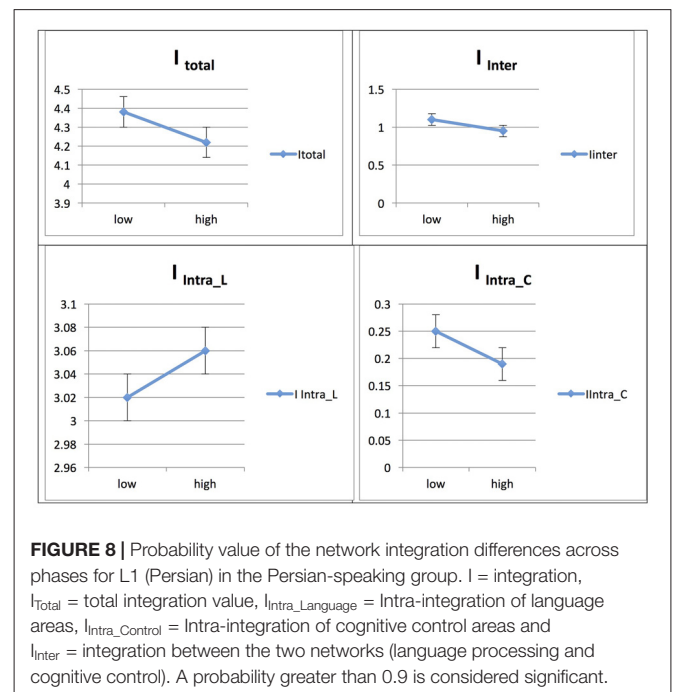 I total
4.5
4.4
4.3
4.2
4.1
4
3.9
low high
Itotal
I Inter
1.5
1
0.5
0
low high
Iinter
I Intra_L
3.1
3.08
3.06
3.04
3.02
3
2.98
2.96
low high
I Intra_L
I Intra_C
0.3
0.25
0.2
0.15
0.1
0.05
0
low high
IIntra_C
FIGURE 8 | Probability value of the network integration differences across
phases for L1 (Persian) in the Persian-speaking group. I = integration,
ITotal = total integration value, IIntra_Language = Intra-integration of language
areas, IIntra_Control = Intra-integration of cognitive control areas and
IInter = integration between the two networks (language processing and
cognitive control). A probability greater than 0.9 is considered significant.